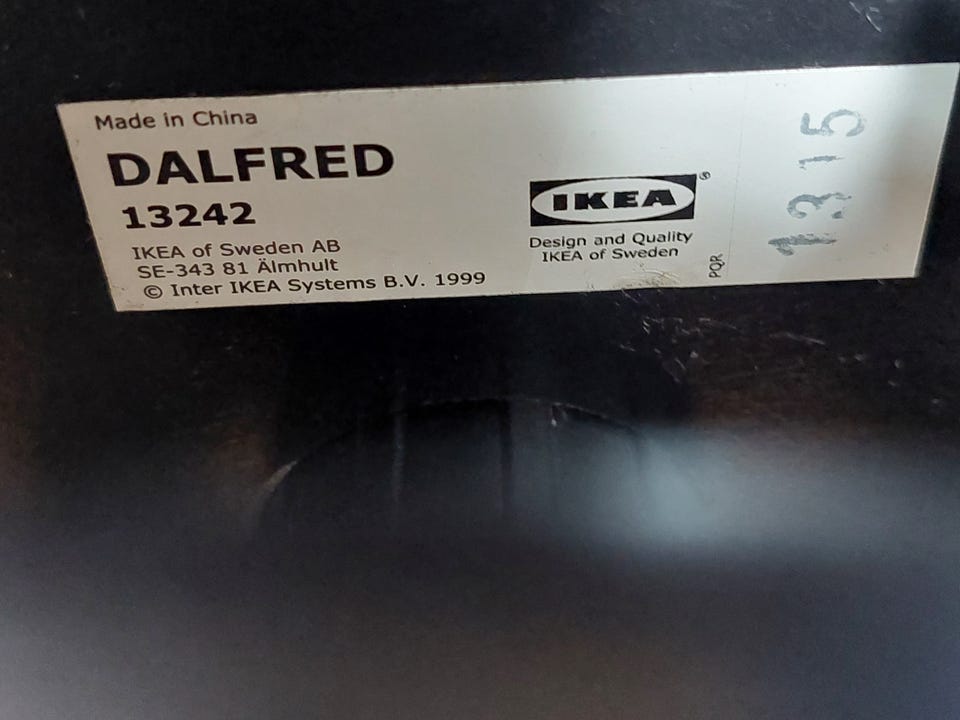 Made in China
DALFRED
13242
IKEA of Sweden AB
SE-343 81 Älmhult
© Inter IKEA Systems B.V. 1999
IKEA®
Design and Quality
IKEA of Sweden
PQR
1315